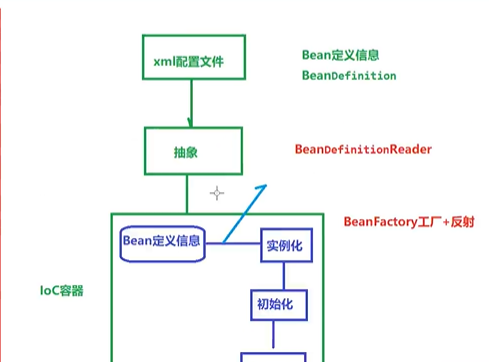 xml配置文件
Bean定义信息
BeanDefinition
抽象
BeanDefinitionReader
BeanFactory工厂+反射
Bean定义信息
实例化
IoC容器
初始化